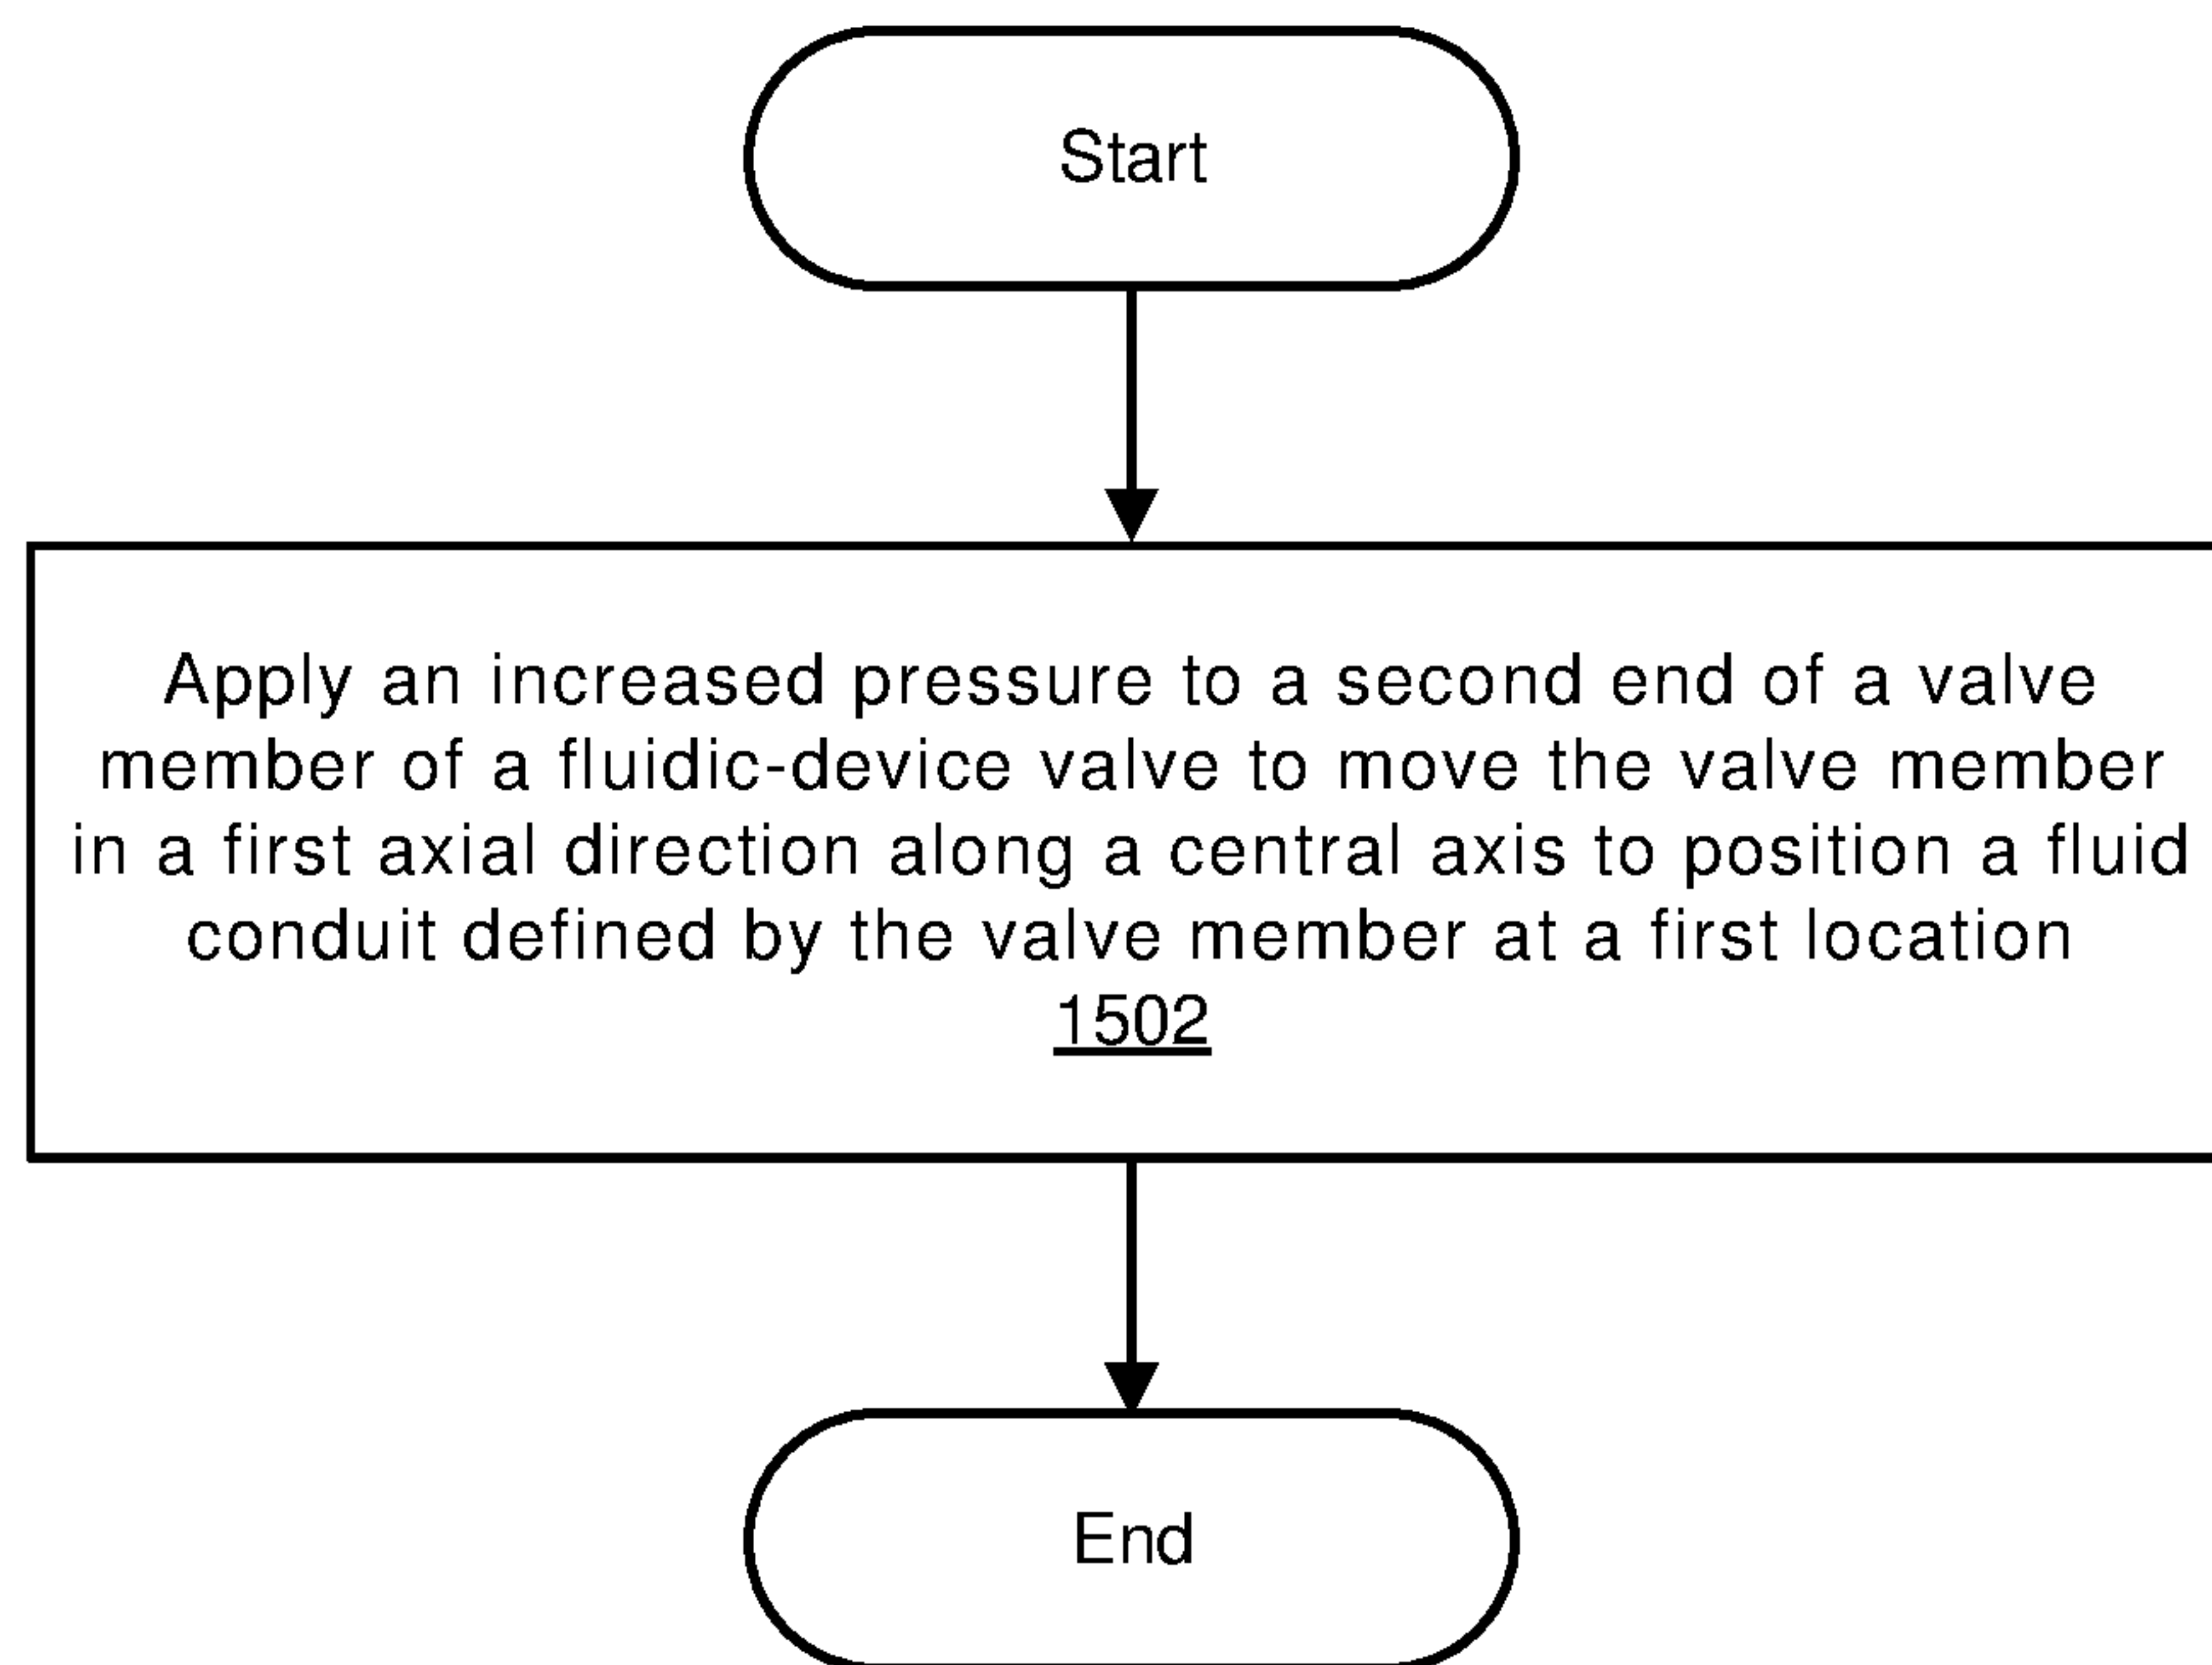 Start
Apply an increased pressure to a second end of a valve
member of a fluidic-device valve to move the valve member
in a first axial direction along a central axis to position a fluid
conduit defined by the valve member at a first location
1502
End